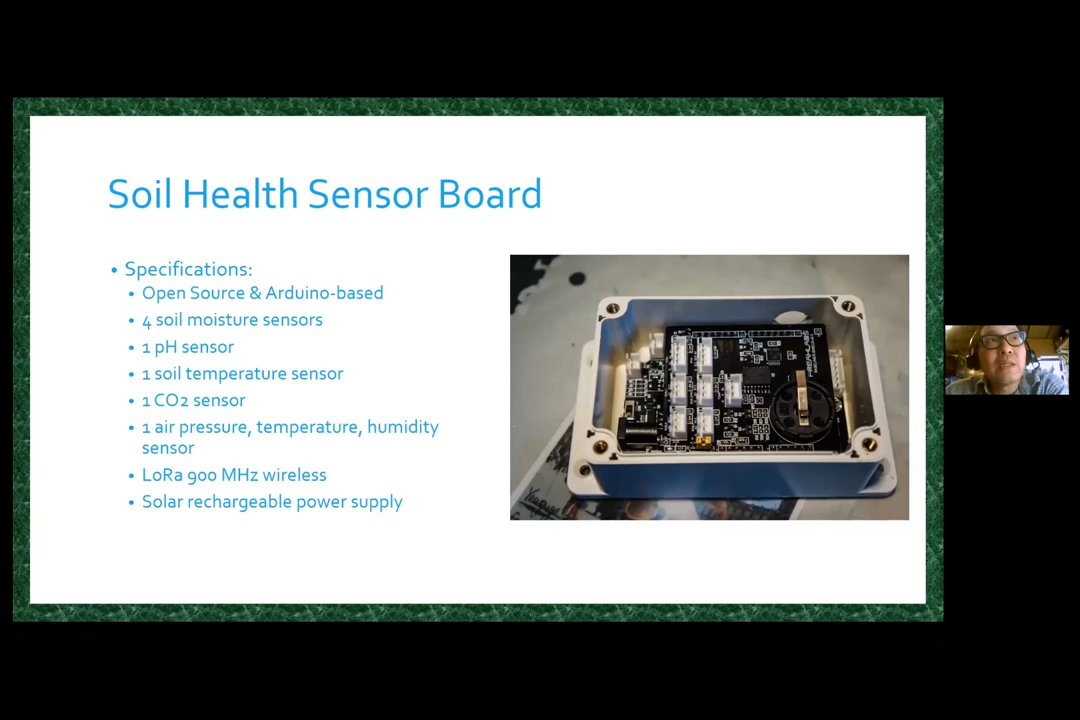 Soil Health Sensor Board
• Specifications:
• Open Source & Arduino-based
• 4 soil moisture sensors
• 1 pH sensor
• 1 soil temperature sensor
• 1 CO2 sensor
• 1 air pressure, temperature, humidity
sensor
• LoRa 900 MHz wireless
• Solar rechargeable power supply